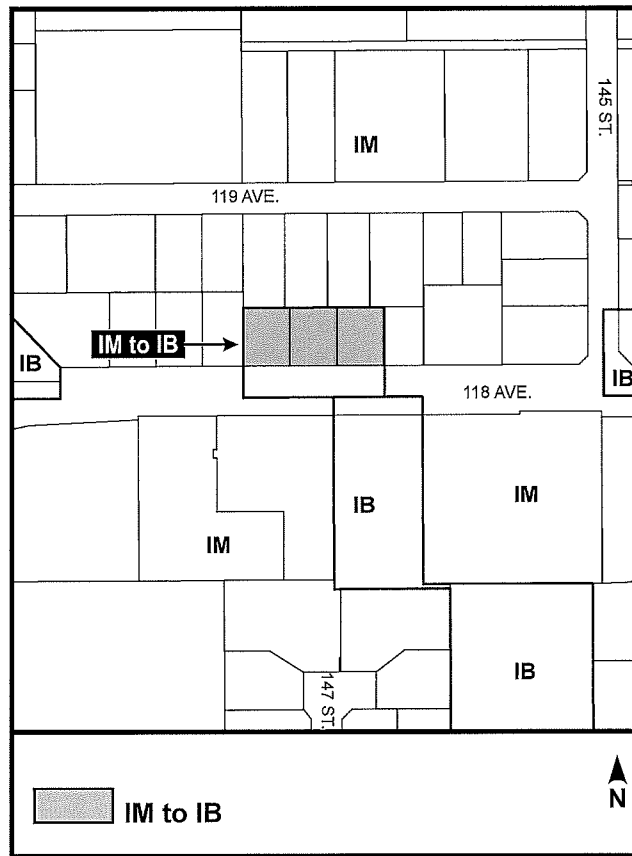 145 ST.
IM
119 AVE.
IM to IB
IB
IB
118 AVE.
IB
IM
IM
IB
147 ST.
IM to IB
N